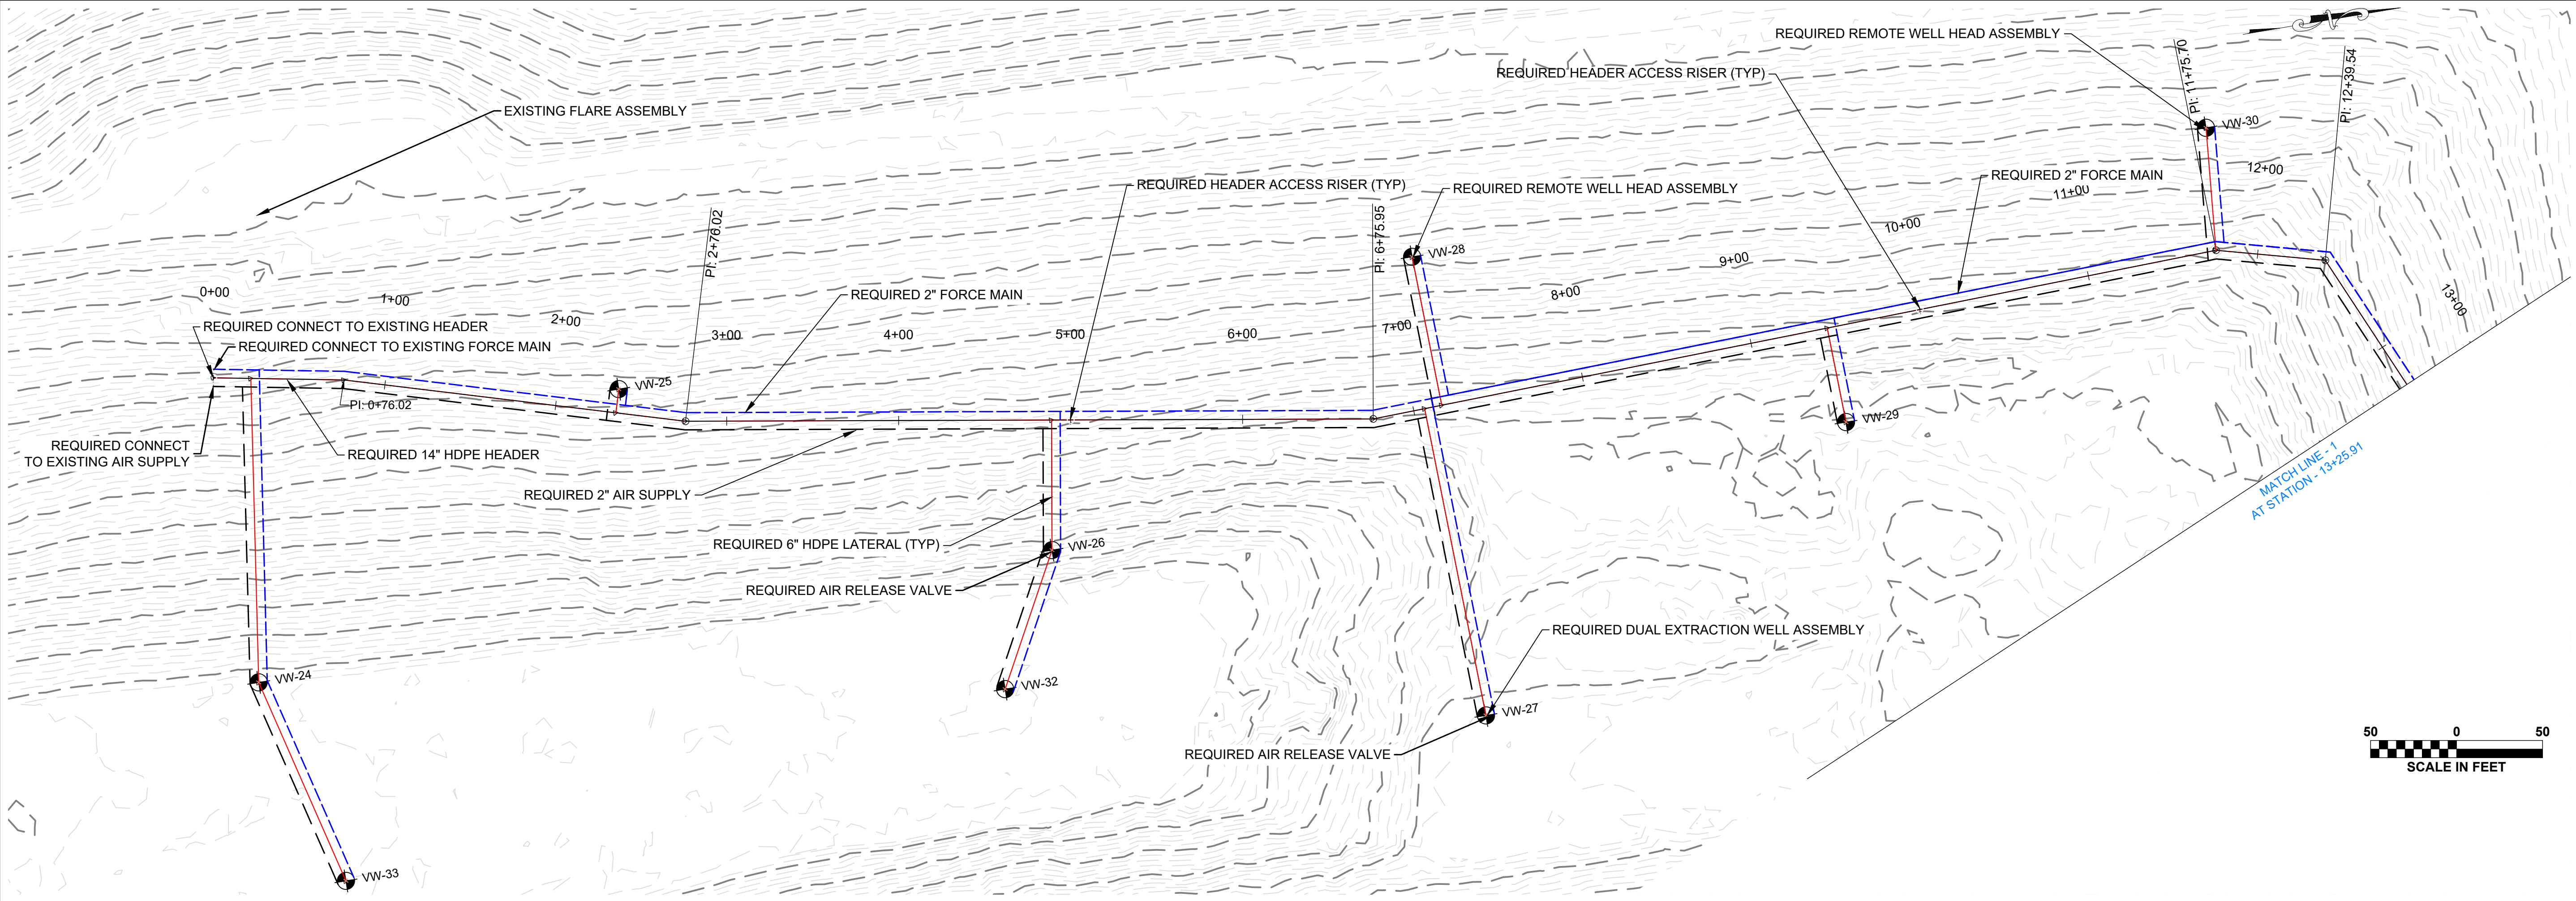 REQUIRED REMOTE WELL HEAD ASSEMBLY
PI: 11+75.70
PI: 12+39.54
REQUIRED HEADER ACCESS RISER (TYP)
EXISTING FLARE ASSEMBLY
VW-30
12+00
REQUIRED 2" FORCE MAIN
11+00
REQUIRED HEADER ACCESS RISER (TYP)
REQUIRED REMOTE WELL HEAD ASSEMBLY
PI: 2+76.02
PI: 6+75.95
10+00
VW-28
9+00
8+00
13+00
0+00
1+00
2+00
REQUIRED 2" FORCE MAIN
3+00
4+00
5+00
6+00
7+00
REQUIRED CONNECT TO EXISTING HEADER
REQUIRED CONNECT TO EXISTING FORCE MAIN
VW-25
PI: 0+76.02
VW-29
REQUIRED CONNECT
TO EXISTING AIR SUPPLY
REQUIRED 14" HDPE HEADER
MATCH LINE - 1
AT STATION - 13+25.91
REQUIRED 2" AIR SUPPLY
REQUIRED 6" HDPE LATERAL (TYP)
VW-26
REQUIRED AIR RELEASE VALVE
REQUIRED DUAL EXTRACTION WELL ASSEMBLY
VW-24
VW-32
VW-27
REQUIRED AIR RELEASE VALVE
50 0 50
SCALE IN FEET
VW-33